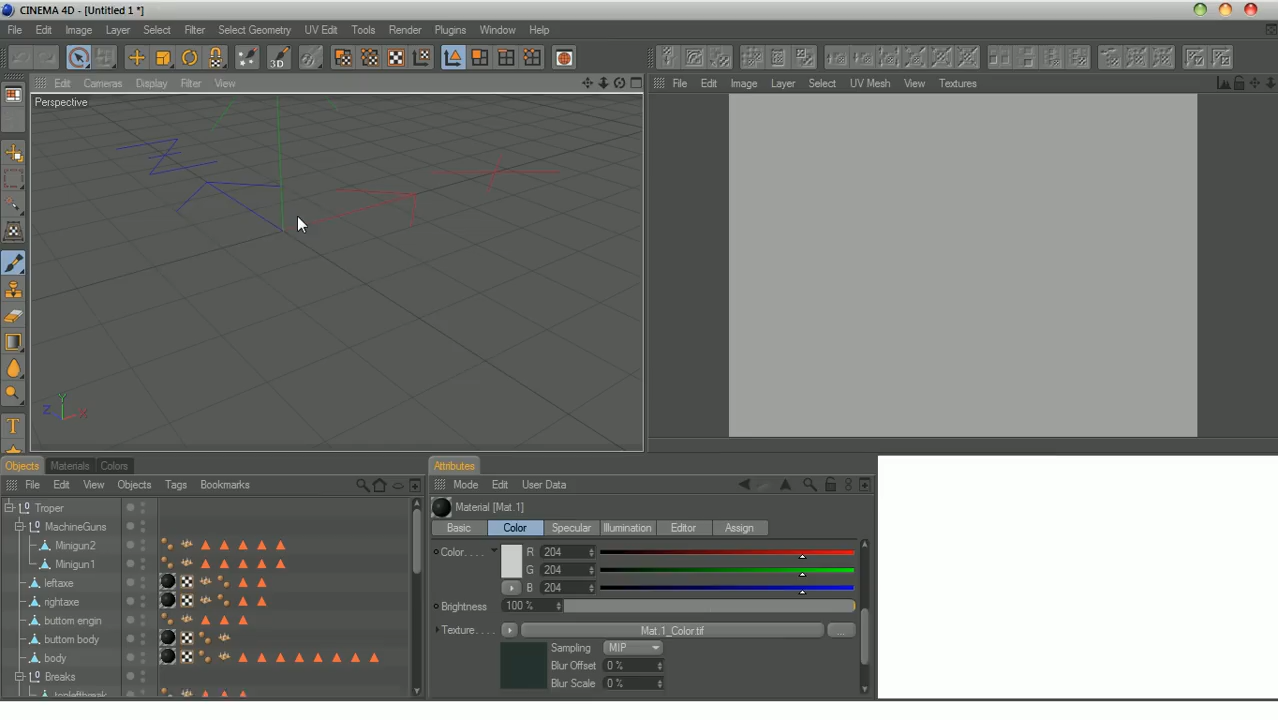 CINEMA 4D - [Untitled 1 *]
File Edit Image Layer Filter Select Select Geometry UV Edit Tools Render Plugins Window Help
3D
Edit Cameras Display Filter View
File Edit Image Layer Select UV Mesh View Textures
Perspective
Z
X
Y
Z X
T
Objects Materials Colors
Attributes
File Edit View Objects Tags Bookmarks
Mode Edit User Data
Troper
MachineGuns
Minigun2
Minigun1
leftaxe
rightaxe
buttom engin
buttom body
body
Breaks
topleftbreak
Material [Mat.1]
Basic Color Specular Illumination Editor Assign
Color. . . . R 204
G 204
B 204
Brightness 100 %
Texture. . . . Mat.1_Color.tif ...
Sampling MIP
Blur Offset 0 %
Blur Scale 0 %